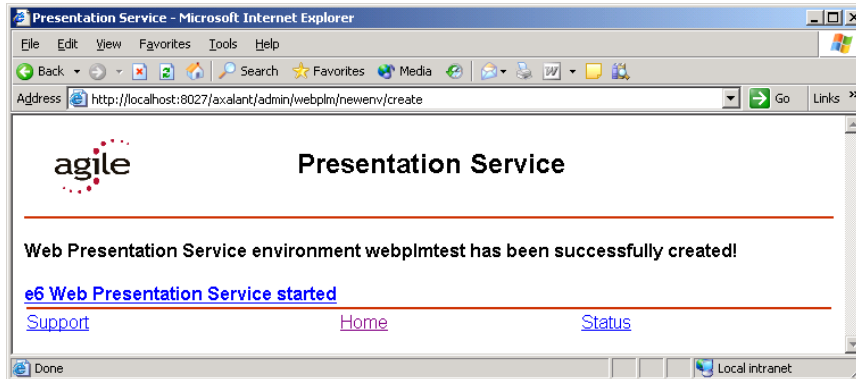 Presentation Service - Microsoft Internet Explorer
File Edit View Favorites Tools Help
Back Search Favorites Media
Address http://localhost:8027/axalant/admin/webplm/newenv/create Go Links »
agile Presentation Service
Web Presentation Service environment webplmtest has been successfully created!
e6 Web Presentation Service started
Support Home Status
Done Local intranet